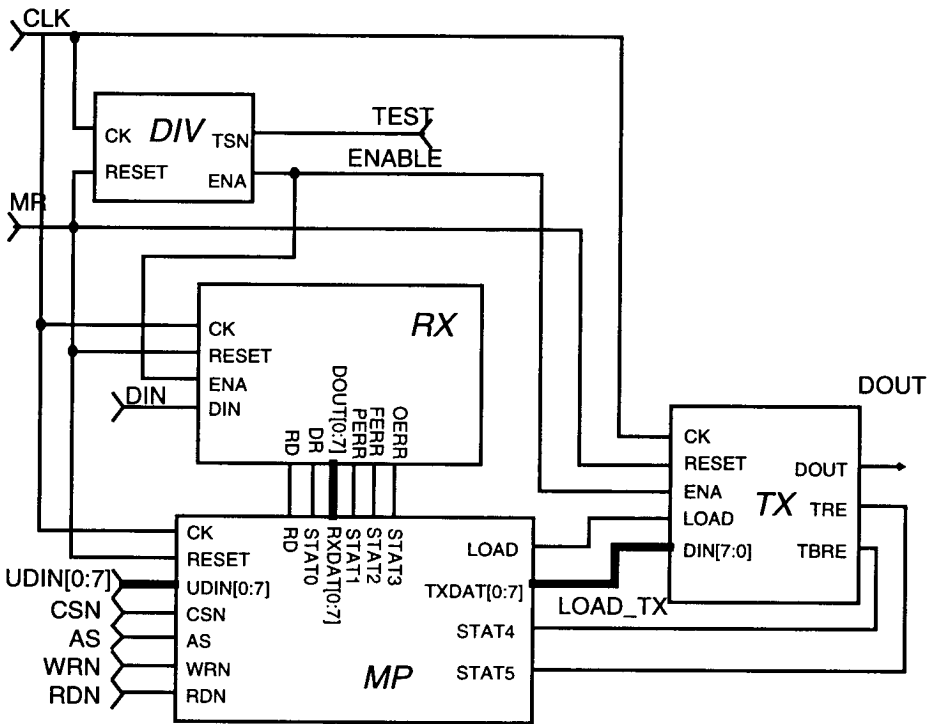 CLK
DIV
CK
TSN
RESET
ENA
TEST
ENABLE
MR
RX
CK
RESET
ENA
DIN
DIN
RD
DR
DOUT[0:7]
PERR
FERR
OERR
DOUT
CK
RESET
ENA
LOAD
DIN[7:0]
TX
DOUT
TRE
TBRE
CK
RESET
UDIN[0:7]
CSN
AS
WRN
RDN
RD
STAT0
RXDAT[0:7]
STAT1
STAT2
STAT3
LOAD
TXDAT[0:7]
STAT4
STAT5
MP
LOAD_TX
UDIN[0:7]
CSN
AS
WRN
RDN